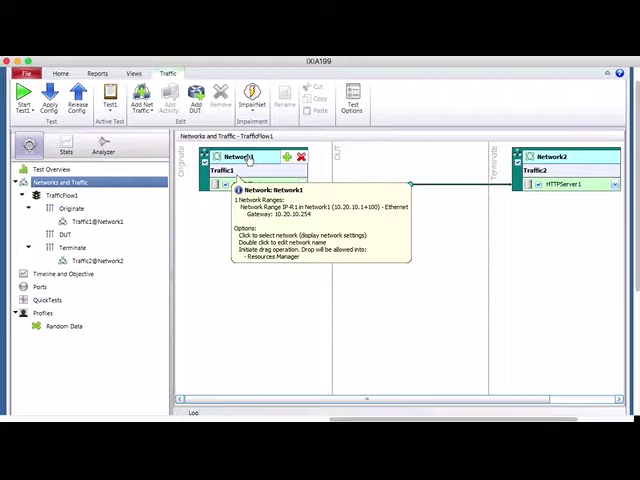 IXIA199
File Home Reports Views Traffic
Start Test1 Apply Config Release Config Test1 Add Net Traffic Add Activity Add DUT Remove ImpairNet Rename Cut Copy Paste Test Options
Test Active Test Edit Impairment
Stats Analyzer
Networks and Traffic - TrafficFlow1
Test Overview
Networks and Traffic
TrafficFlow1
Originate
Traffic1@Network1
DUT
Terminate
Traffic2@Network2
Timeline and Objective
Ports
QuickTests
Profiles
Random Data
Originate
Network1
Traffic1
DUT
Terminate
Network2
Traffic2
HTTPServer1
Network: Network1
1 Network Ranges:
Network Range IP-R1 in Network1 (10.20.10.1+100) - Ethernet
Gateway: 10.20.10.254
Options:
Click to select network (display network settings)
Double click to edit network name
Initiate drag operation. Drop will be allowed into:
- Resources Manager
Log